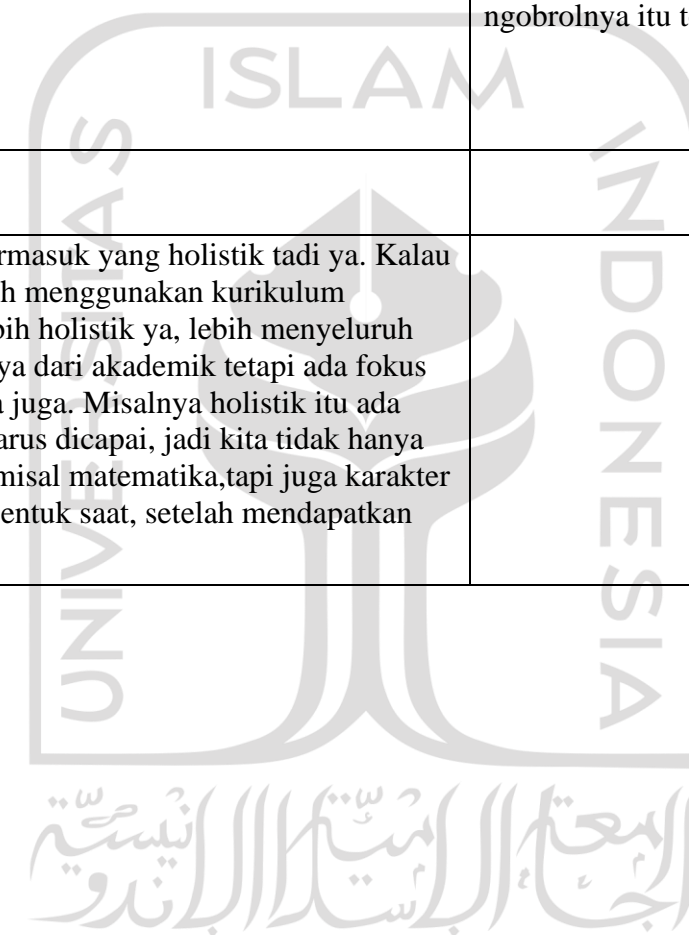 ngobrolnya itu t
ISLAM
UNIVERSITAS
INDONESIA
rmasuk yang holistik tadi ya. Kalau
h menggunakan kurikulum
bih holistik ya, lebih menyeluruh
ya dari akademik tetapi ada fokus
a juga. Misalnya holistik itu ada
arus dicapai, jadi kita tidak hanya
misal matematika,tapi juga karakter
entuk saat, setelah mendapatkan